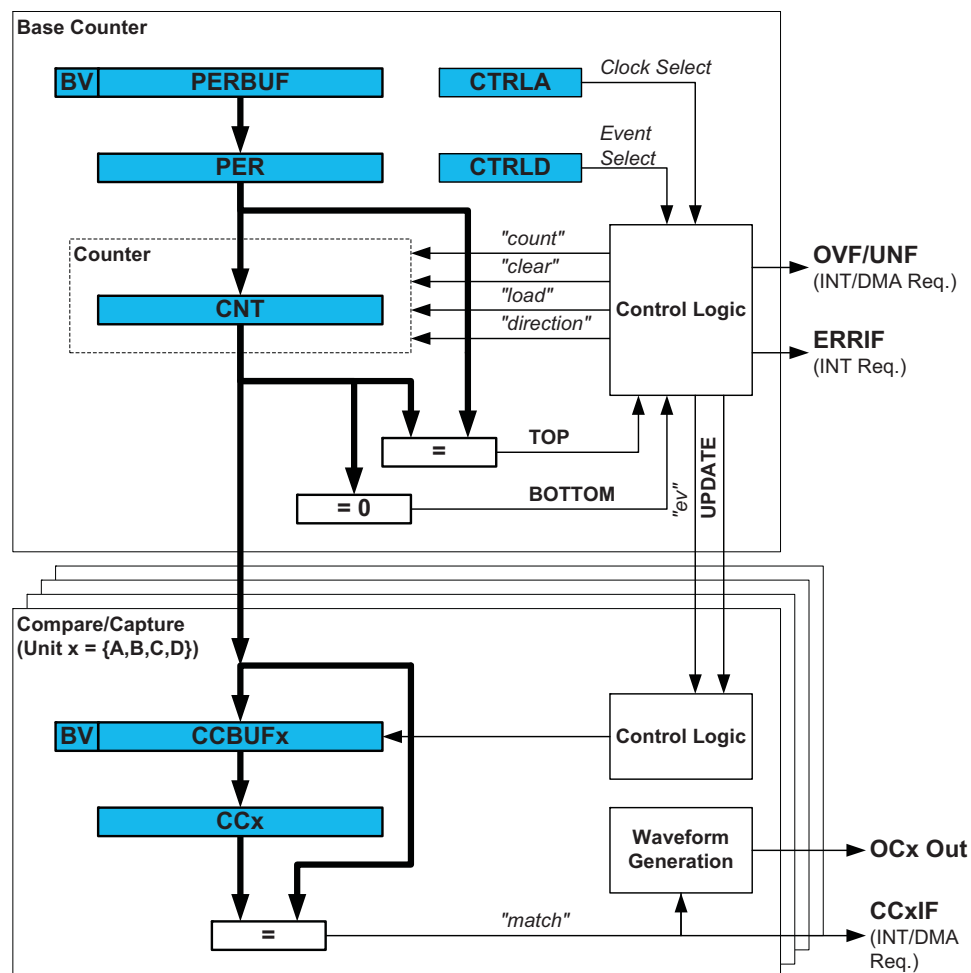 Base Counter
BV
PERBUF
CTRLA
Clock Select
Event
Select
PER
CTRLD
"count"
"clear"
"load"
"direction"
Counter
CNT
Control Logic
OVF/UNF
(INT/DMA Req.)
ERRIF
(INT Req.)
=
TOP
= 0
BOTTOM
"ev"
UPDATE
Compare/Capture
(Unit x = {A,B,C,D})
BV
CCBUFx
Control Logic
CCx
Waveform
Generation
OCx Out
=
"match"
CCxIF
(INT/DMA
Req.)